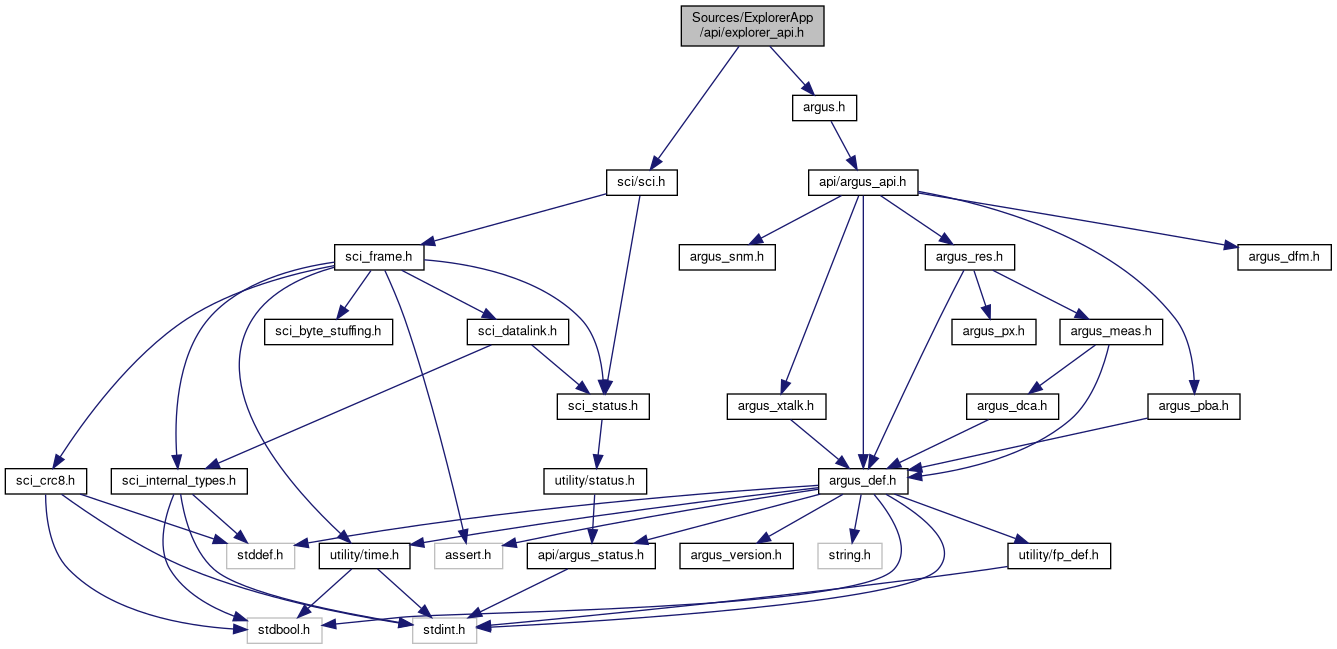 Sources/ExplorerApp
/api/explorer_api.h
argus.h
sci/sci.h
api/argus_api.h
sci_frame.h
argus_snm.h
argus_res.h
argus_dfm.h
sci_byte_stuffing.h
sci_datalink.h
argus_px.h
argus_meas.h
sci_status.h
argus_xtalk.h
argus_dca.h
argus_pba.h
sci_crc8.h
sci_internal_types.h
utility/status.h
argus_def.h
stddef.h
utility/time.h
assert.h
api/argus_status.h
argus_version.h
string.h
utility/fp_def.h
stdbool.h
stdint.h